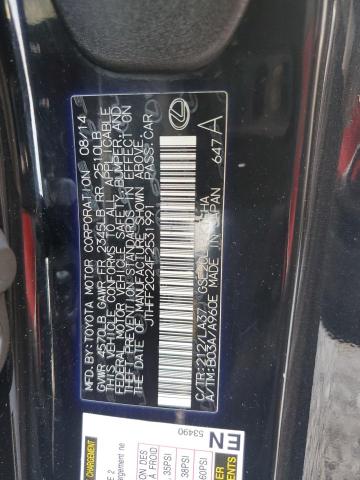 MFD.BY:TOYOTA MOTOR CORPORATION 08/14
GVWR 4570LB GAWR FR 2345LB RR 2510LB
THIS VEHICLE CONFORMS TO ALL APPLICABLE
FEDERAL MOTOR VEHICLE SAFETY, BUMPER, AND
THEFT PREVENTION STANDARDS IN EFFECT ON
THE DATE OF MANUFACTURE SHOWN ABOVE.
JTHFF2C24F2531991 PASS.CAR
C/TR:212/LA37
A/TM:B03A/A960E MADE IN JAPAN 647
A
EN
53490
CHARGEMENT
35PSI
38PSI
60PSI
À FROID